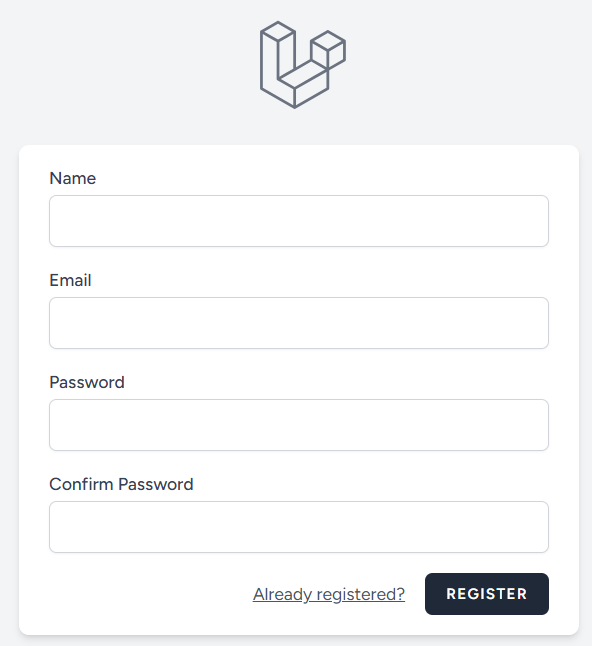 Name
Email
Password
Confirm Password
Already registered? REGISTER